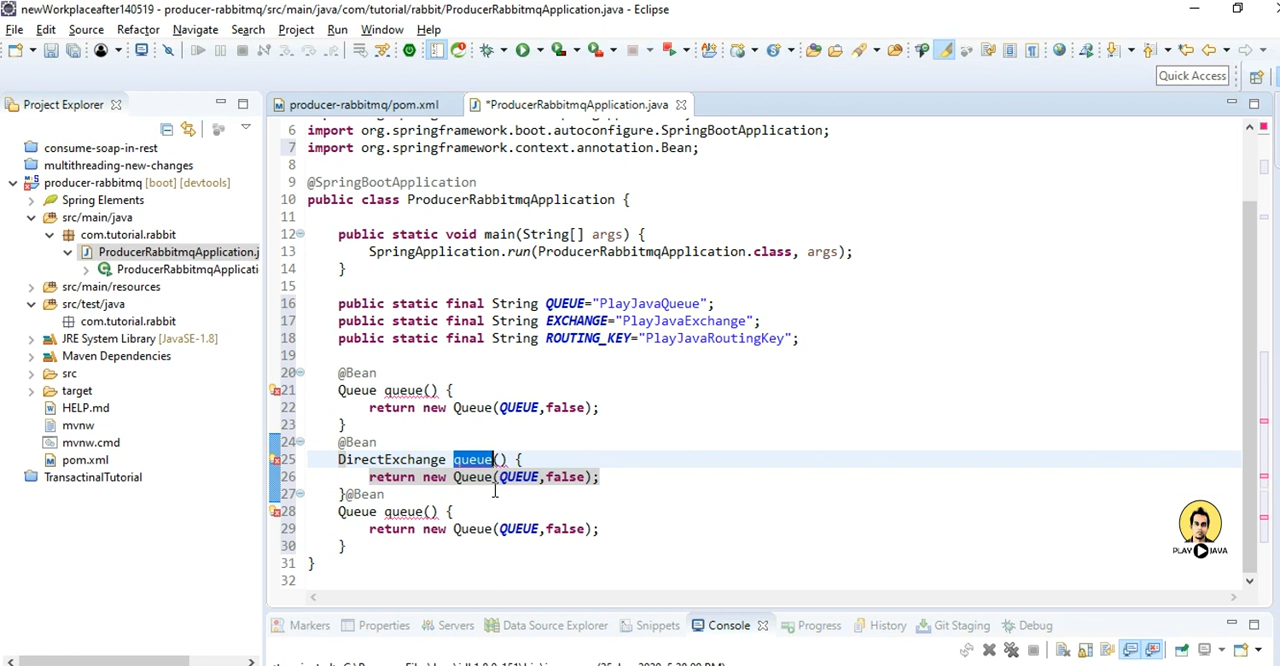 newWorkplaceafter140519 - producer-rabbitmq/src/main/java/com/tutorial/rabbit/ProducerRabbitmqApplication.java - Eclipse
File Edit Source Refactor Navigate Search Project Run Window Help
Quick Access
Project Explorer
producer-rabbitmq/pom.xml
*ProducerRabbitmqApplication.java
consume-soap-in-rest
multithreading-new-changes
producer-rabbitmq [boot] [devtools]
Spring Elements
src/main/java
com.tutorial.rabbit
ProducerRabbitmqApplication.j
ProducerRabbitmqApplicati
src/main/resources
src/test/java
com.tutorial.rabbit
JRE System Library [JavaSE-1.8]
Maven Dependencies
src
target
HELP.md
mvnw
mvnw.cmd
pom.xml
TransactinalTutorial
6 import org.springframework.boot.autoconfigure.SpringBootApplication;
7 import org.springframework.context.annotation.Bean;
8
9 @SpringBootApplication
10 public class ProducerRabbitmqApplication {
11
12 public static void main(String[] args) {
13 SpringApplication.run(ProducerRabbitmqApplication.class, args);
14 }
15
16 public static final String QUEUE="PlayJavaQueue";
17 public static final String EXCHANGE="PlayJavaExchange";
18 public static final String ROUTING_KEY="PlayJavaRoutingKey";
19
20 @Bean
21 Queue queue() {
22 return new Queue(QUEUE,false);
23 }
24 @Bean
25 DirectExchange queue() {
26 return new Queue(QUEUE,false);
27 }@Bean
28 Queue queue() {
29 return new Queue(QUEUE,false);
30 }
31 }
32
PLAY JAVA
Markers Properties Servers Data Source Explorer Snippets Console Progress History Git Staging Debug